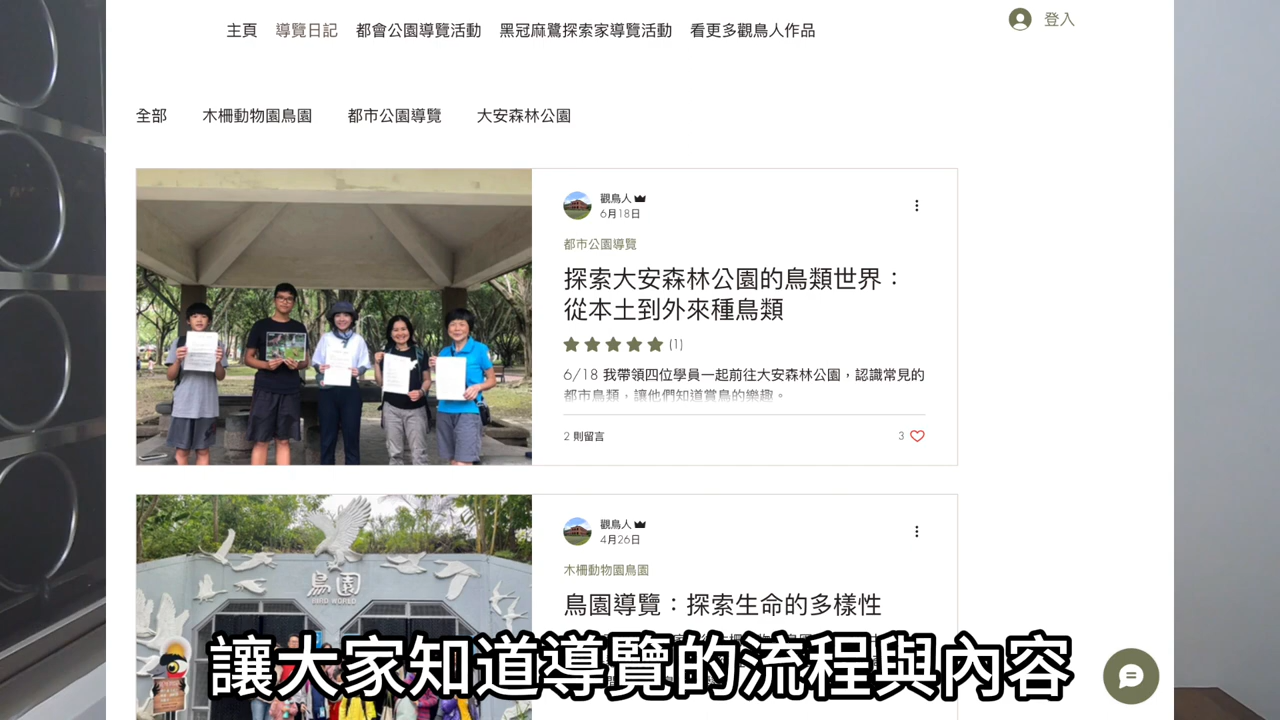 主頁 導覽日記 都會公園導覽活動 黑冠麻鷺探索家導覽活動 看更多觀鳥人作品
登入
全部 木柵動物園鳥園 都市公園導覽 大安森林公園
觀鳥人
6月18日
都市公園導覽
探索大安森林公園的鳥類世界：
從本土到外來種鳥類
(1)
6/18 我帶領四位學員一起前往大安森林公園，認識常見的
都市鳥類，讓他們知道賞鳥的樂趣。
2 則留言
3
觀鳥人
4月26日
木柵動物園鳥園
鳥園導覽：探索生命的多樣性
鳥園
BIRD WORLD
讓大家知道導覽的流程與內容